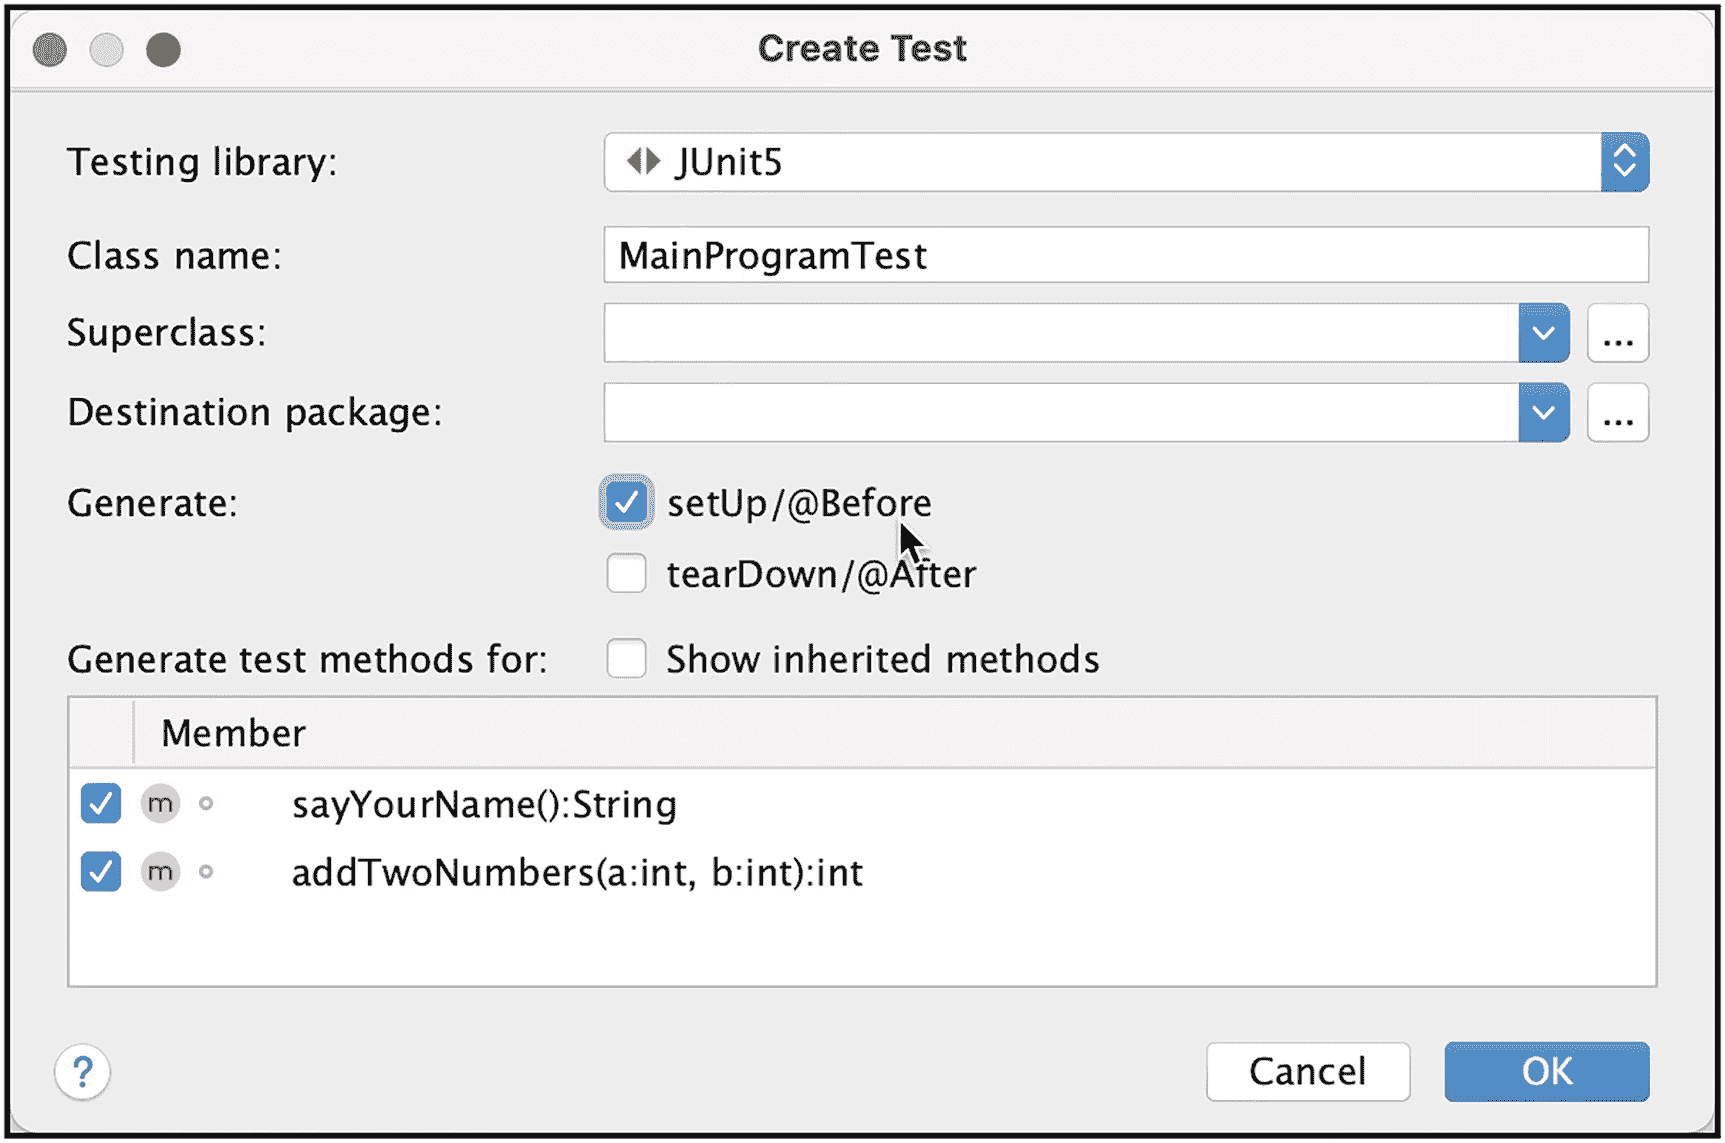 Create Test
Testing library: JUnit5
Class name: MainProgramTest
Superclass: ...
Destination package: ...
Generate: setUp/@Before
tearDown/@After
Generate test methods for: Show inherited methods
Member
m sayYourName():String
m addTwoNumbers(a:int, b:int):int
? Cancel OK